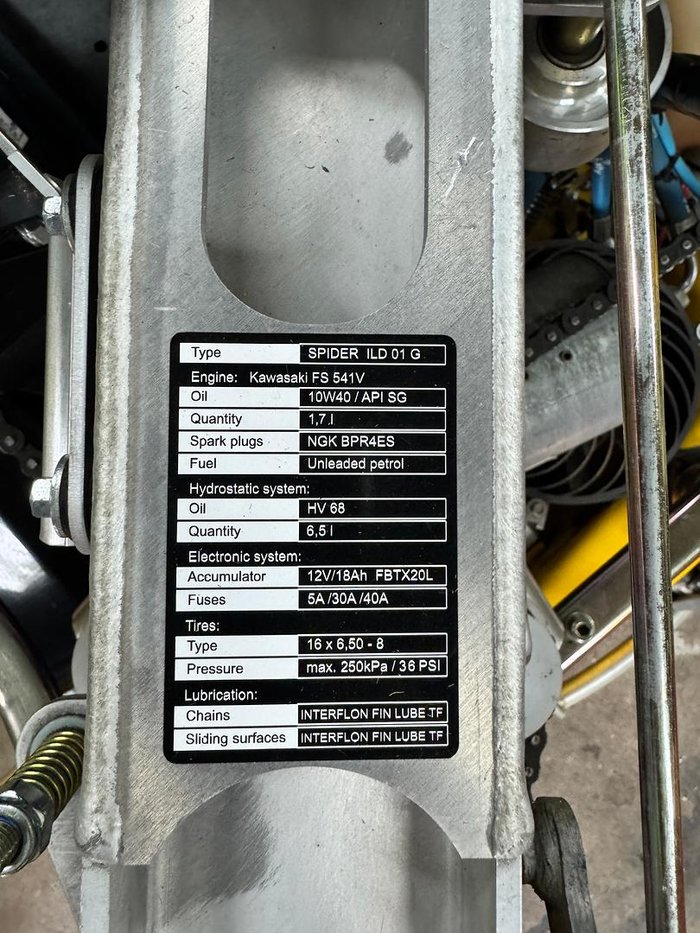 Type SPIDER ILD 01 G
Engine: Kawasaki FS 541V
Oil 10W40 / API SG
Quantity 1,7.l
Spark plugs NGK BPR4ES
Fuel Unleaded petrol
Hydrostatic system:
Oil HV 68
Quantity 6,5 l
Electronic system:
Accumulator 12V/18Ah FBTX20L
Fuses 5A /30A /40A
Tires:
Type 16 x 6,50 - 8
Pressure max. 250kPa / 36 PSI
Lubrication:
Chains INTERFLON FIN LUBE TF
Sliding surfaces INTERFLON FIN LUBE TF